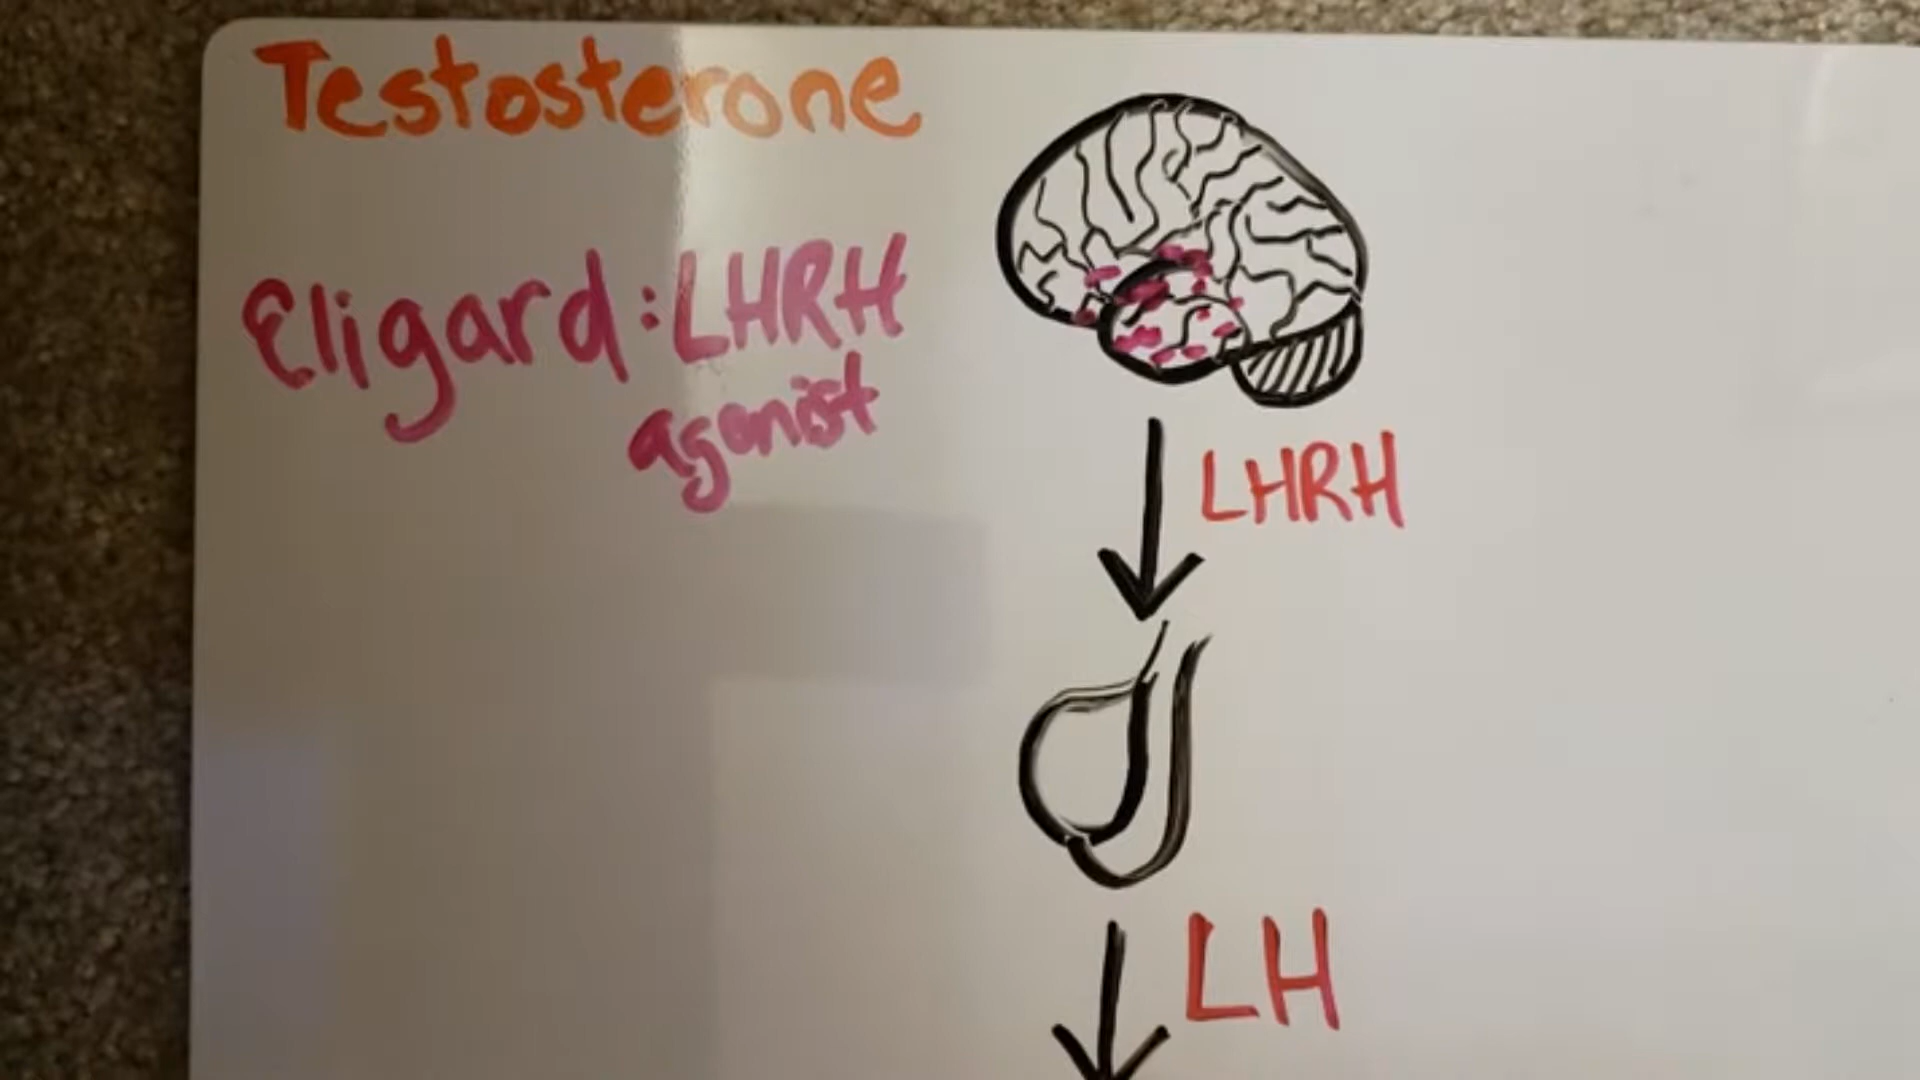 Testosterone
Eligard: LHRH
agonist
LHRH
LH